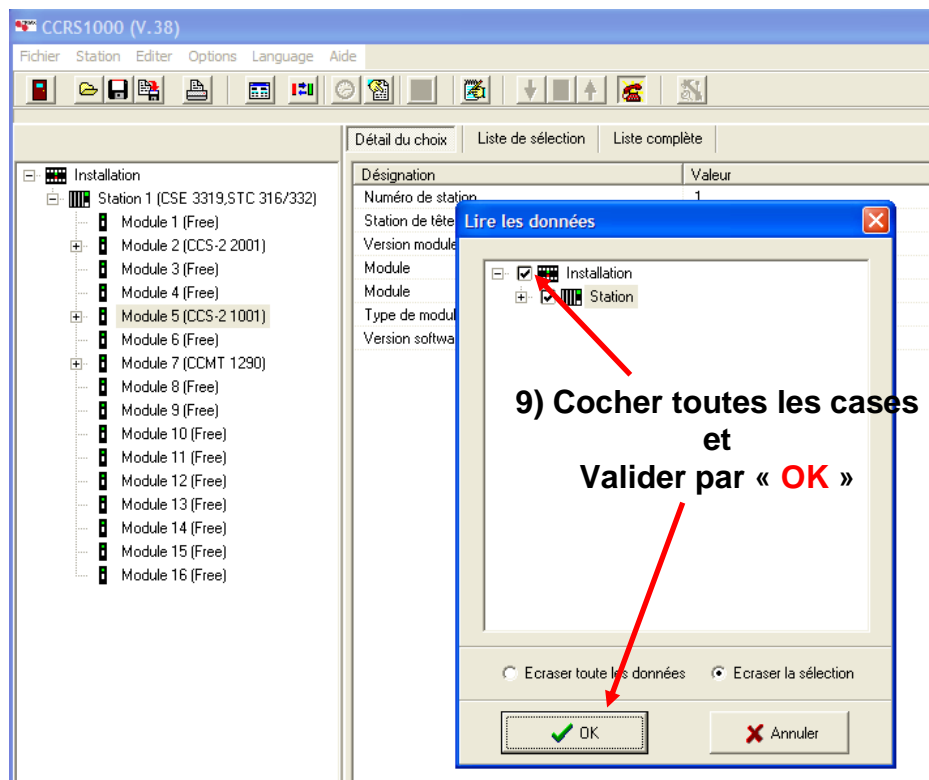 CCRS1000 (V.38)
Fichier Station Editer Options Language Aide
Détail du choix Liste de sélection Liste complète
Installation
Station 1 (CSE 3319,STC 316/332)
Module 1 (Free)
Module 2 (CCS-2 2001)
Module 3 (Free)
Module 4 (Free)
Module 5 (CCS-2 1001)
Module 6 (Free)
Module 7 (CCMT 1290)
Module 8 (Free)
Module 9 (Free)
Module 10 (Free)
Module 11 (Free)
Module 12 (Free)
Module 13 (Free)
Module 14 (Free)
Module 15 (Free)
Module 16 (Free)
Désignation Valeur
Numéro de station 1
Station de tête
Version module
Module
Module
Type de modul
Version softwa
Lire les données
Installation
Station
9) Cocher toutes les cases
et
Valider par « OK »
Ecraser toute les données Ecraser la sélection
OK Annuler